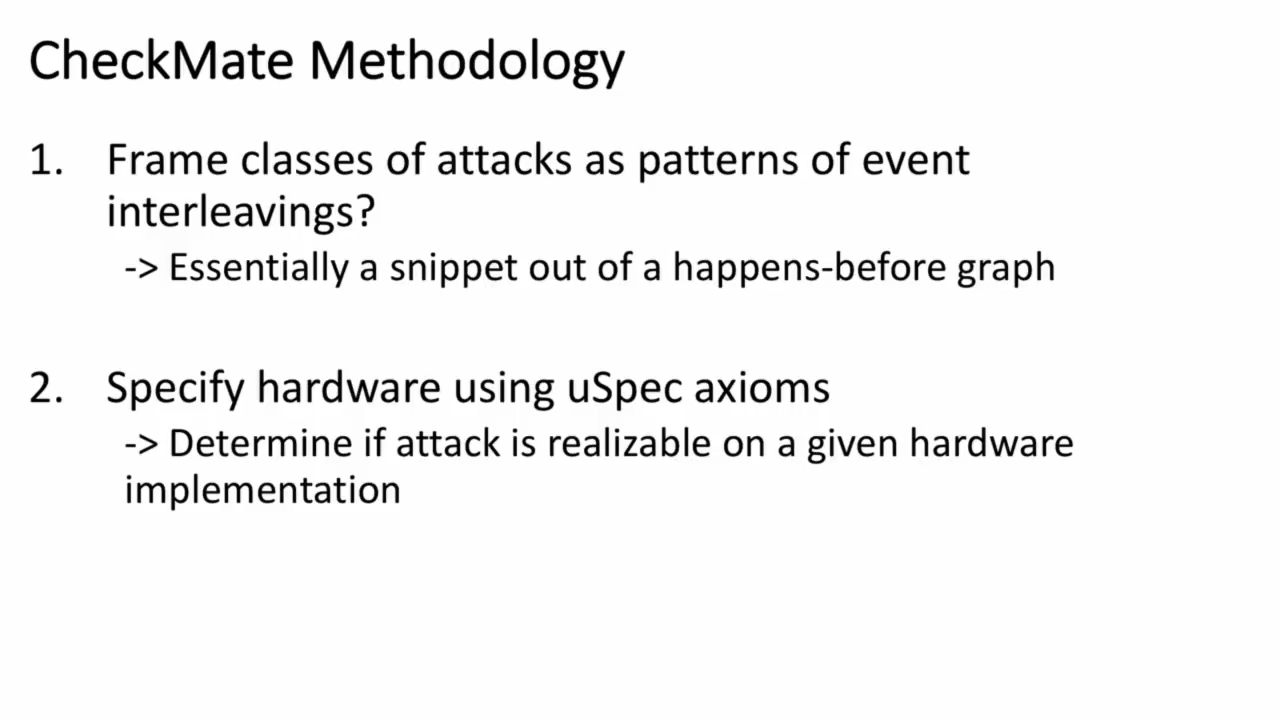 CheckMate Methodology
1. Frame classes of attacks as patterns of event
interleavings?
-> Essentially a snippet out of a happens-before graph
2. Specify hardware using uSpec axioms
-> Determine if attack is realizable on a given hardware
implementation